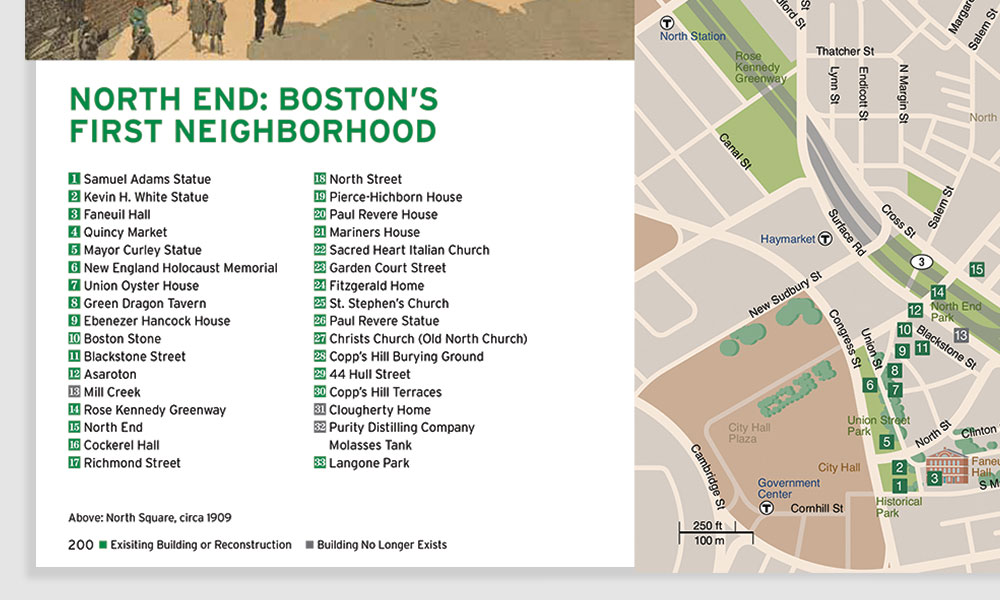 NORTH END: BOSTON'S
FIRST NEIGHBORHOOD
1 Samuel Adams Statue
2 Kevin H. White Statue
3 Faneuil Hall
4 Quincy Market
5 Mayor Curley Statue
6 New England Holocaust Memorial
7 Union Oyster House
8 Green Dragon Tavern
9 Ebenezer Hancock House
10 Boston Stone
11 Blackstone Street
12 Asaroton
13 Mill Creek
14 Rose Kennedy Greenway
15 North End
16 Cockerel Hall
17 Richmond Street
18 North Street
19 Pierce-Hichborn House
20 Paul Revere House
21 Mariners House
22 Sacred Heart Italian Church
23 Garden Court Street
24 Fitzgerald Home
25 St. Stephen's Church
26 Paul Revere Statue
27 Christs Church (Old North Church)
28 Copp's Hill Burying Ground
29 44 Hull Street
30 Copp's Hill Terraces
31 Clougherty Home
32 Purity Distilling Company
Molasses Tank
33 Langone Park
Above: North Square, circa 1909
200 Exisiting Building or Reconstruction Building No Longer Exists
T
North Station
Rose
Kennedy
Greenway
Thatcher St
Lynn St
Endicott St
N Margin St
Salem St
North
Canal St
Salem St
Cross St
Surface Rd
Haymarket T
3
15
14
North End
Park
12
13
10
Blackstone St
11
9
New Sudbury St
Congress St
Union St
8
6
7
Union Street
Park
5
City Hall
Plaza
North St
Clinton
City Hall
2
3
1
Historical
Park
Hall
Cambridge St
Government
Center
T
Cornhill St
250 ft
100 m